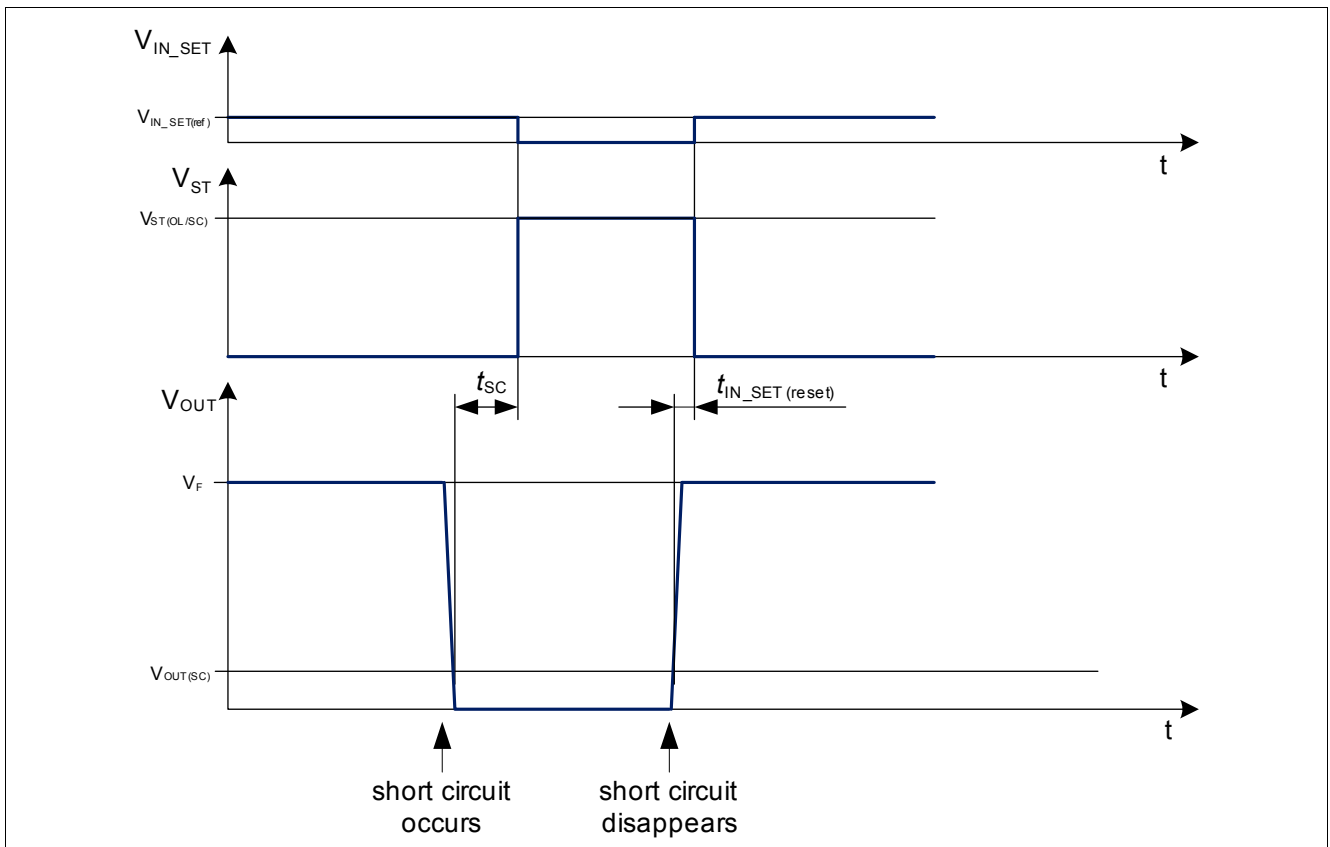 V_IN_SET
V_IN_SET(ref)
t
V_ST
V_ST(OL/SC)
t
V_OUT
t_SC
t_IN_SET (reset)
V_F
V_OUT(SC)
t
short circuit
occurs
short circuit
disappears